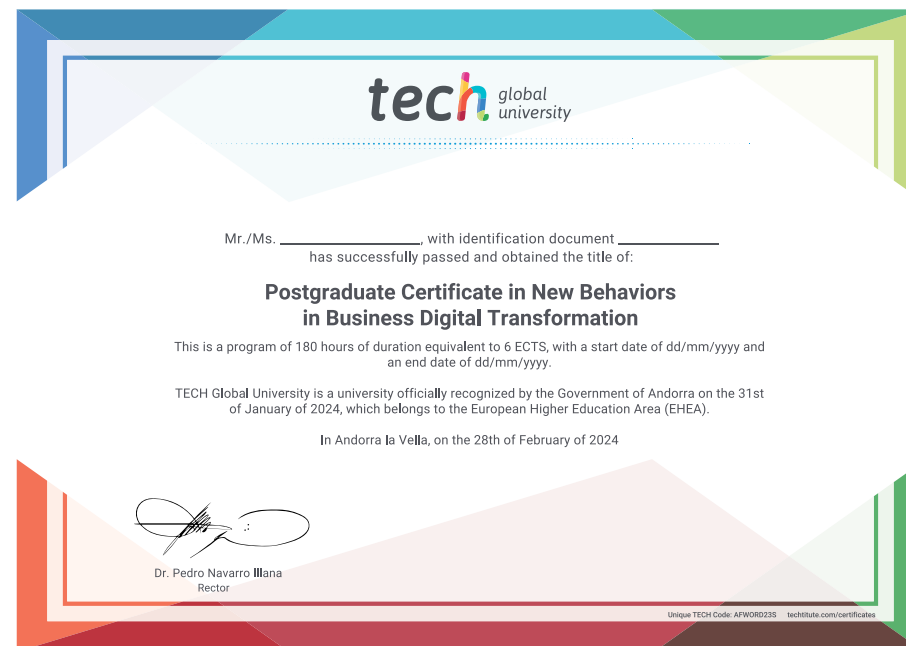 tech global
university
Mr./Ms. ____________________, with identification document ______________
has successfully passed and obtained the title of:
Postgraduate Certificate in New Behaviors
in Business Digital Transformation
This is a program of 180 hours of duration equivalent to 6 ECTS, with a start date of dd/mm/yyyy and
an end date of dd/mm/yyyy.
TECH Global University is a university officially recognized by the Government of Andorra on the 31st
of January of 2024, which belongs to the European Higher Education Area (EHEA).
In Andorra la Vella, on the 28th of February of 2024
Dr. Pedro Navarro Illana
Rector
Unique TECH Code: AFWORD23S techtitute.com/certificates